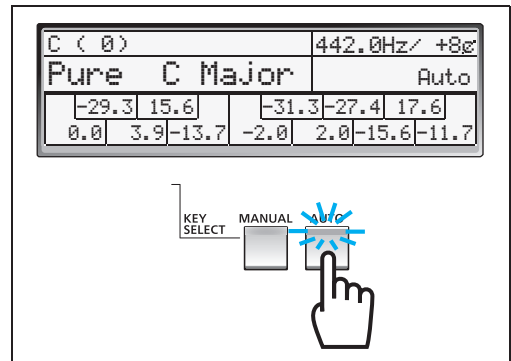 C ( 0) 442.0Hz/ +8¢
Pure C Major Auto
-29.3 15.6 -31.3 -27.4 17.6
0.0 3.9 -13.7 -2.0 2.0 -15.6 -11.7
KEY SELECT MANUAL AUTO